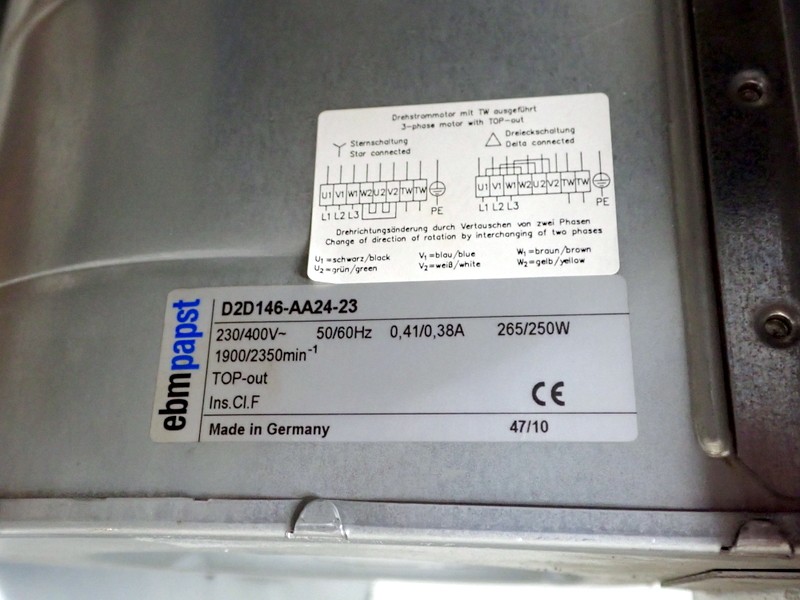 Drehstrommotor mit TW ausgeführt
3-phase motor with TOP-out
Sternschaltung
Star connected
Dreieckschaltung
Delta connected
U1 V1 W1 W2 U2 V2 TW TW
L1 L2 L3
PE
U1 V1 W1 W2 U2 V2 TW TW
L1 L2 L3
PE
Drehrichtungsönderung durch Vertauschen von zwei Phasen
Change of direction of rotation by interchanging of two phases
U1=schwarz/black V1=blau/blue W1=braun/brown
U2=grün/green V2=weiß/white W2=gelb/yellow
ebmpapst
D2D146-AA24-23
230/400V~ 50/60Hz 0,41/0,38A 265/250W
1900/2350min-1
TOP-out
Ins.Cl.F
CE
Made in Germany 47/10